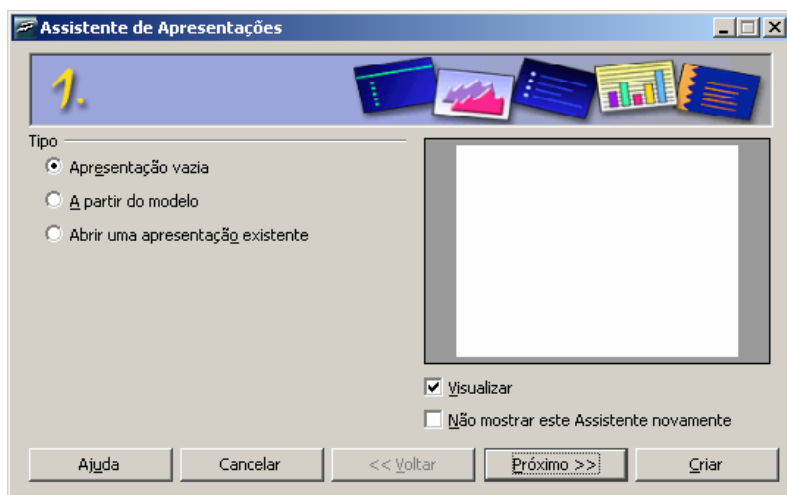 Assistente de Apresentações
1.
Tipo
Apresentação vazia
A partir do modelo
Abrir uma apresentação existente
Visualizar
Não mostrar este Assistente novamente
Ajuda
Cancelar
<< Voltar
Próximo >>
Criar